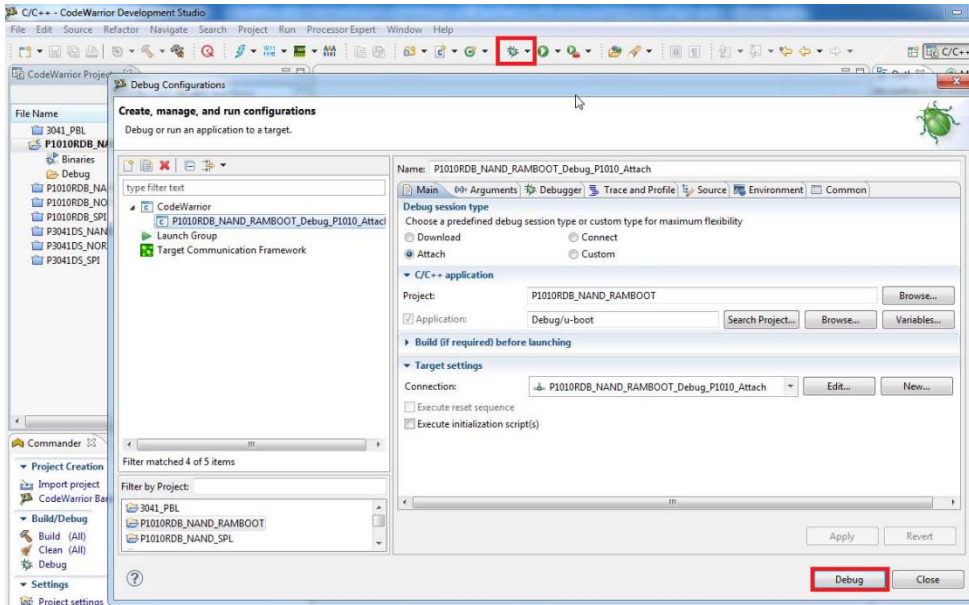 C/C++ - CodeWarrior Development Studio
File Edit Source Refactor Navigate Search Project Run Processor Expert Window Help
C/C++
CodeWarrior Project
File Name
3041_PBL
P1010RDB_NA
Binaries
Debug
P1010RDB_NA
P1010RDB_NO
P1010RDB_SPI
P3041DS_NAN
P3041DS_NOR
P3041DS_SPI
Commander
Project Creation
Import project
CodeWarrior Bar
Build/Debug
Build (All)
Clean (All)
Debug
Settings
Project settings
Debug Configurations
Create, manage, and run configurations
Debug or run an application to a target.
type filter text
CodeWarrior
P1010RDB_NAND_RAMBOOT_Debug_P1010_Attacl
Launch Group
Target Communication Framework
Filter matched 4 of 5 items
Filter by Project:
3041_PBL
P1010RDB_NAND_RAMBOOT
P1010RDB_NAND_SPL
Name: P1010RDB_NAND_RAMBOOT_Debug_P1010_Attach
Main Arguments Debugger Trace and Profile Source Environment Common
Debug session type
Choose a predefined debug session type or custom type for maximum flexibility
Download Connect
Attach Custom
C/C++ application
Project: P1010RDB_NAND_RAMBOOT Browse...
Application: Debug/u-boot Search Project... Browse... Variables...
Build (if required) before launching
Target settings
Connection: P1010RDB_NAND_RAMBOOT_Debug_P1010_Attach Edit... New...
Execute reset sequence
Execute initialization script(s)
Apply Revert
Debug Close